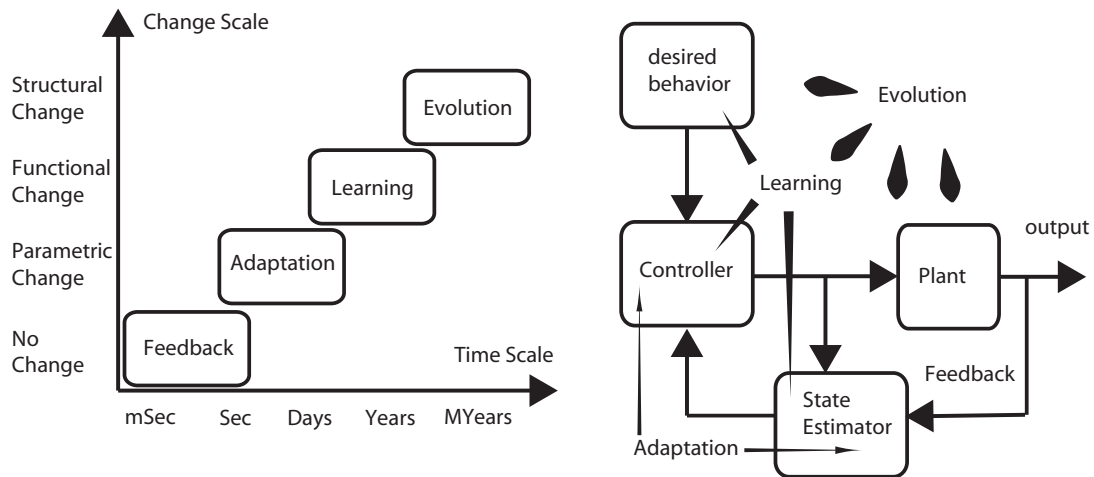 Change Scale
Structural
Change
Evolution
Functional
Change
Learning
Parametric
Change
Adaptation
No
Change
Feedback
Time Scale
mSec
Sec
Days
Years
MYears
desired
behavior
Evolution
Learning
output
Controller
Plant
Feedback
State
Estimator
Adaptation